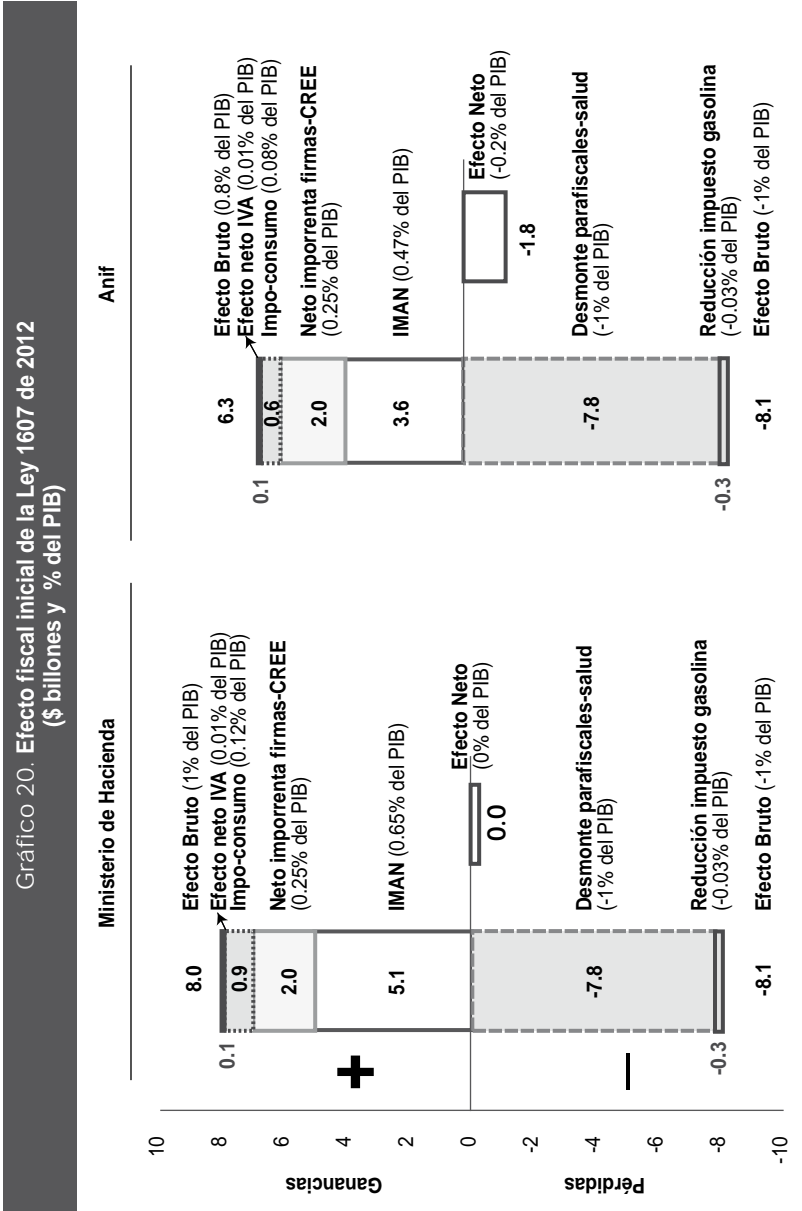 Gráfico 20. Efecto fiscal inicial de la Ley 1607 de 2012
($ billones y % del PIB)
Ministerio de Hacienda
Anif
Ganancias
Pérdidas
10
8
6
4
2
0
-2
-4
-6
-8
-10
+
–
8.0
Efecto Bruto (1% del PIB)
0.1
Efecto neto IVA (0.01% del PIB)
0.9
Impo-consumo (0.12% del PIB)
2.0
Neto imporrenta firmas-CREE
(0.25% del PIB)
5.1
IMAN (0.65% del PIB)
Efecto Neto
(0% del PIB)
0.0
-7.8
Desmonte parafiscales-salud
(-1% del PIB)
-0.3
Reducción impuesto gasolina
(-0.03% del PIB)
-8.1
Efecto Bruto (-1% del PIB)
6.3
Efecto Bruto (0.8% del PIB)
0.1
Efecto neto IVA (0.01% del PIB)
0.6
Impo-consumo (0.08% del PIB)
2.0
Neto imporrenta firmas-CREE
(0.25% del PIB)
3.6
IMAN (0.47% del PIB)
Efecto Neto
(-0.2% del PIB)
-1.8
-7.8
Desmonte parafiscales-salud
(-1% del PIB)
-0.3
Reducción impuesto gasolina
(-0.03% del PIB)
-8.1
Efecto Bruto (-1% del PIB)